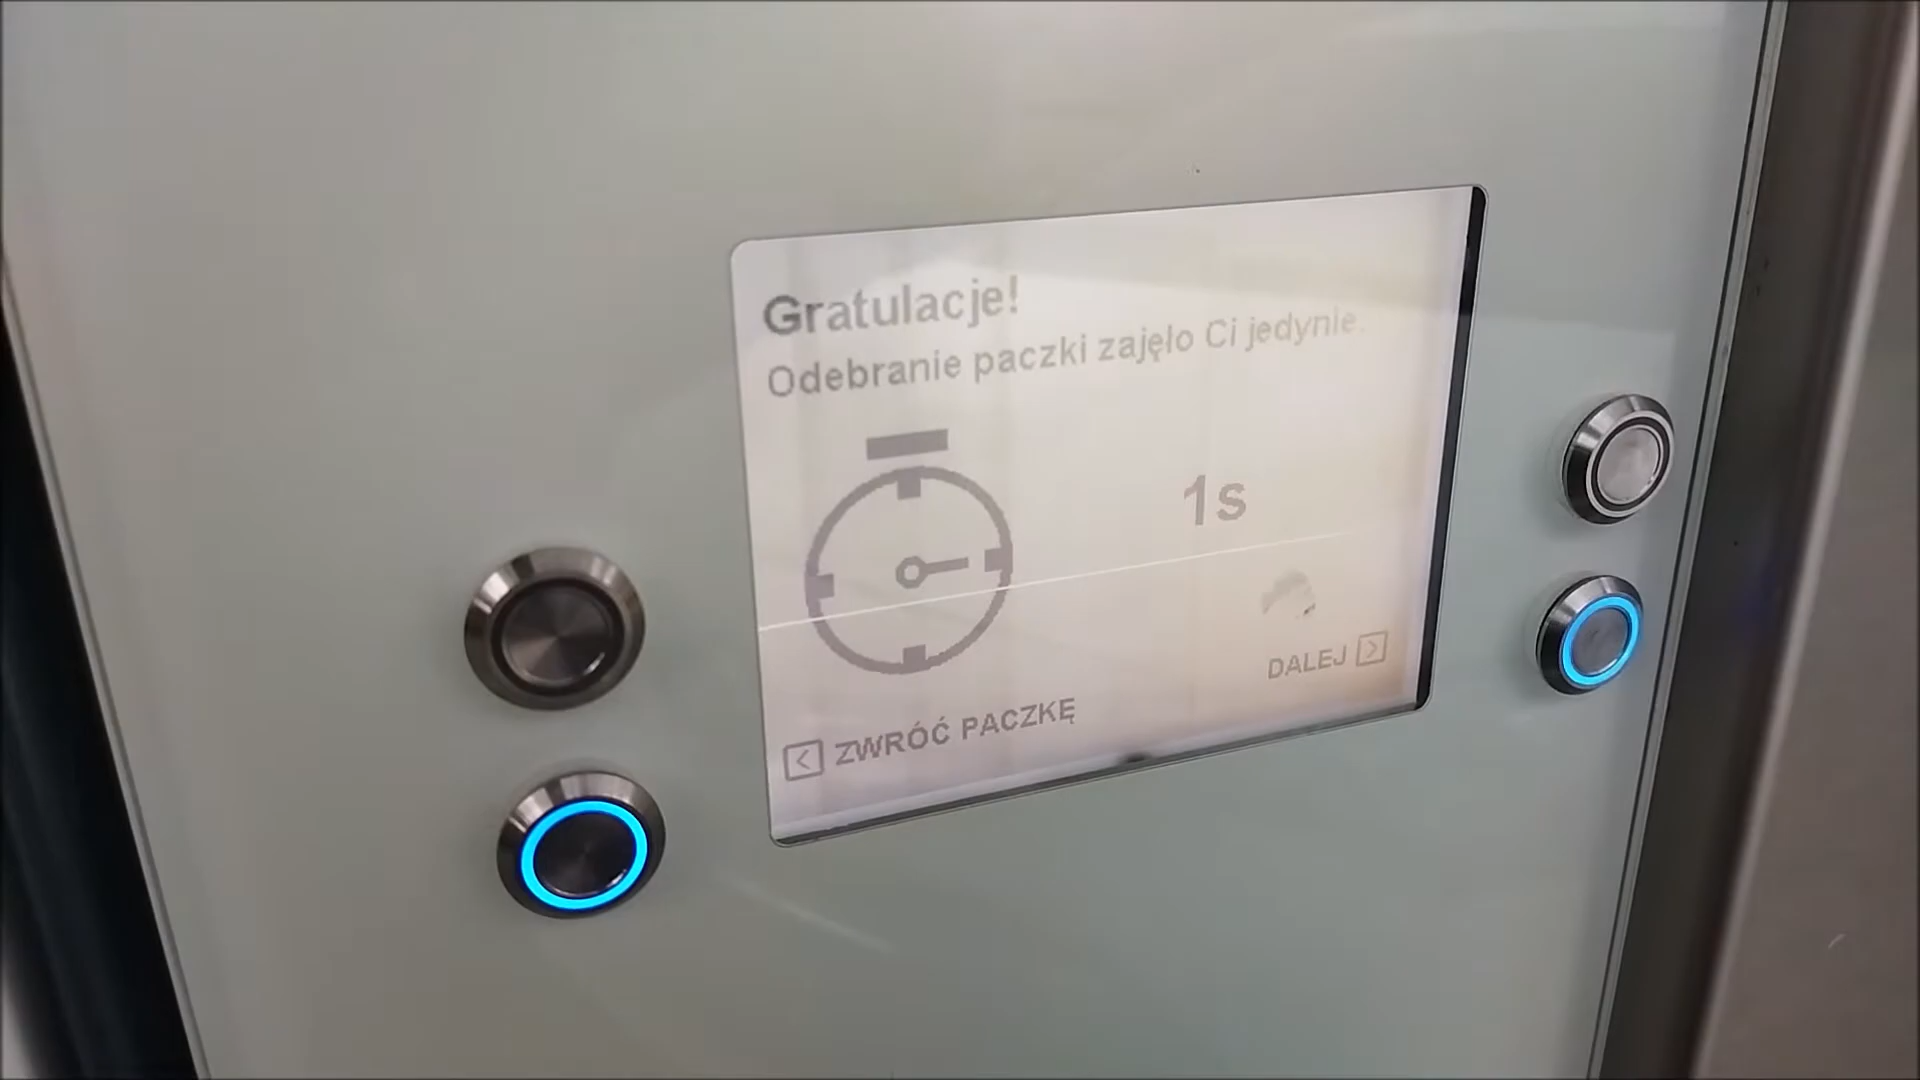 Gratulacje!
Odebranie paczki zajęło Ci jedynie:
1s
DALEJ >
< ZWRÓĆ PACZKĘ